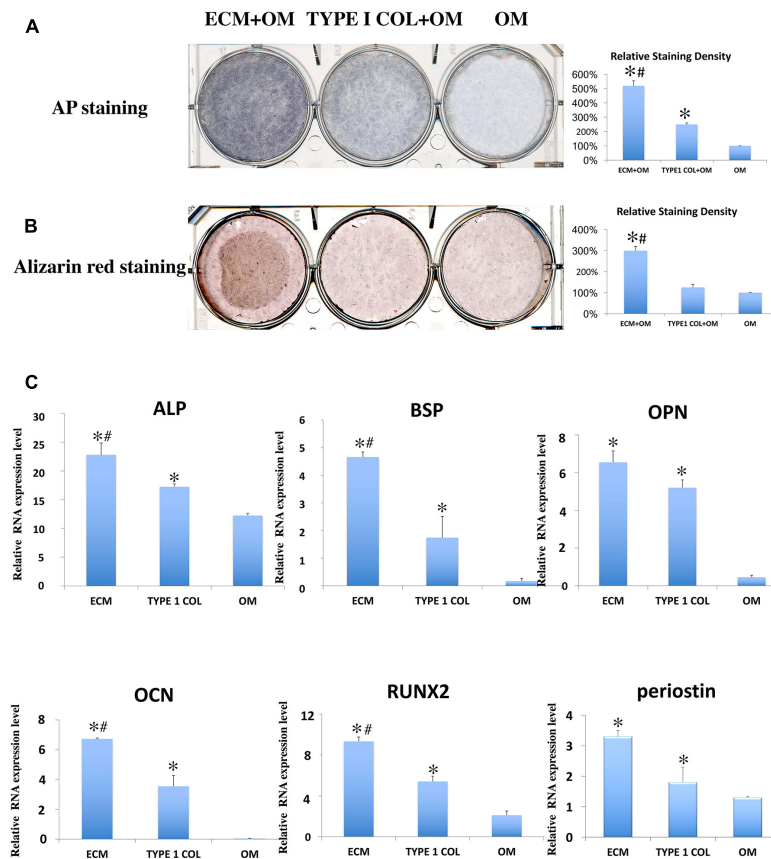 ECM+OM TYPE I COL+OM OM
A
AP staining
Relative Staining Density
600%
500%
400%
300%
200%
100%
0%
*#
*
ECM+OM TYPE1 COL+OM OM
B
Alizarin red staining
Relative Staining Density
400%
300%
200%
100%
0%
*#
ECM+OM TYPE1 COL+OM OM
C
ALP
Relative RNA expression level
30
25
20
15
10
5
0
*#
*
ECM TYPE 1 COL OM
BSP
Relative RNA expression level
6
5
4
3
2
1
0
*#
*
ECM TYPE 1 COL OM
OPN
Relative RNA expression level
8
6
4
2
0
*
*
ECM TYPE 1 COL OM
OCN
Relative RNA expression level
8
6
4
2
0
*#
*
ECM TYPE 1 COL OM
RUNX2
Relative RNA expression level
12
8
4
0
*#
*
ECM TYPE 1 COL OM
periostin
Relative RNA expression level
4
3
2
1
0
*
*
ECM TYPE 1 COL OM